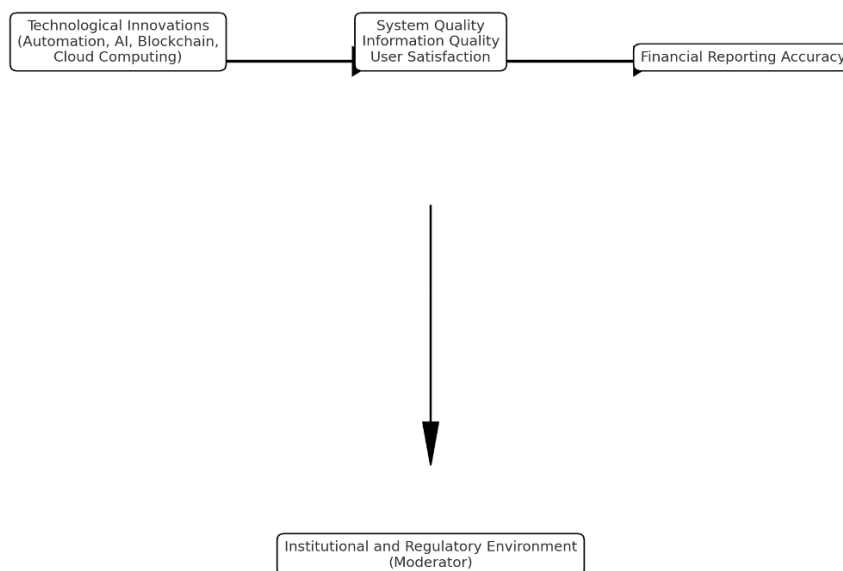 Technological Innovations
(Automation, AI, Blockchain,
Cloud Computing)
System Quality
Information Quality
User Satisfaction
Financial Reporting Accuracy
Institutional and Regulatory Environment
(Moderator)